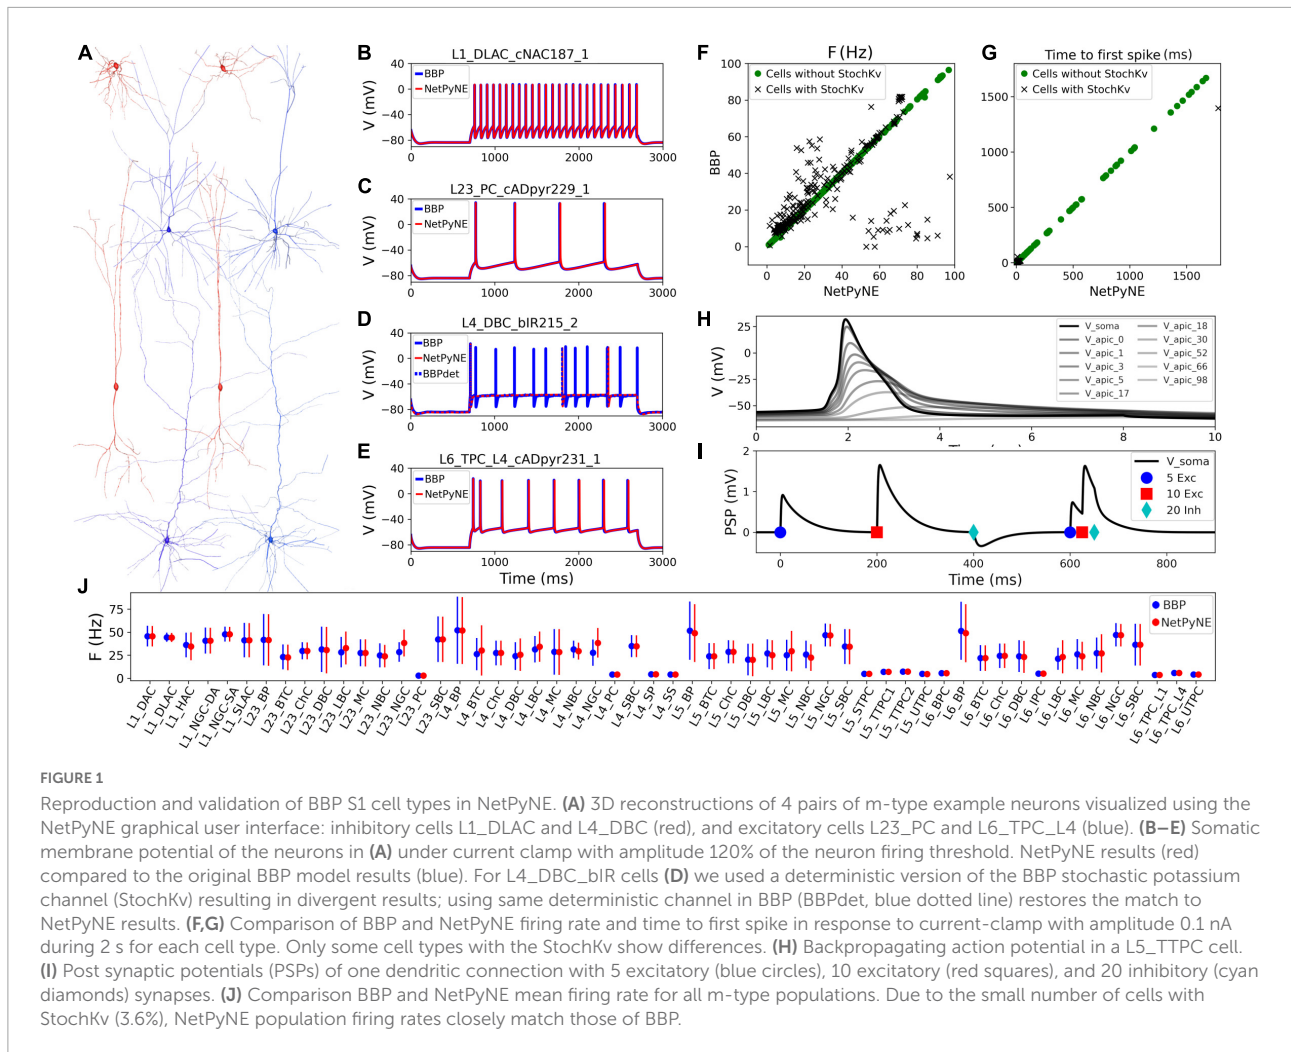 A
B
L1_DLAC_cNAC187_1
40
0
−40
−80
V (mV)
BBP
NetPyNE
0
1000
2000
3000
C
L23_PC_cADpyr229_1
40
0
−40
−80
V (mV)
BBP
NetPyNE
0
1000
2000
3000
D
L4_DBC_bIR215_2
40
0
−40
−80
V (mV)
BBP
NetPyNE
BBPdet
0
1000
2000
3000
E
L6_TPC_L4_cADpyr231_1
40
0
−40
−80
V (mV)
BBP
NetPyNE
0
1000
2000
3000
Time (ms)
F
F (Hz)
100
80
60
40
20
0
BBP
Cells without StochKv
Cells with StochKv
0
20
40
60
80
100
NetPyNE
G
Time to first spike (ms)
1500
1000
500
0
Cells without StochKv
Cells with StochKv
0
500
1000
1500
NetPyNE
H
25
0
−25
−50
V (mV)
V_soma
V_apic_0
V_apic_1
V_apic_3
V_apic_5
V_apic_17
V_apic_18
V_apic_30
V_apic_52
V_apic_66
V_apic_98
0
2
4
6
8
10
I
2
1
0
PSP (mV)
V_soma
5 Exc
10 Exc
20 Inh
0
200
400
600
800
Time (ms)
J
75
50
25
0
F (Hz)
BBP
NetPyNE
L1_DAC
L1_DLAC
L1_HAC
L1_NGC-DA
L1_NGC-SA
L1_SLAC
L23_BP
L23_BTC
L23_ChC
L23_DBC
L23_LBC
L23_MC
L23_NBC
L23_NGC
L23_PC
L23_SBC
L4_BP
L4_BTC
L4_ChC
L4_DBC
L4_LBC
L4_MC
L4_NBC
L4_NGC
L4_PC
L4_SBC
L4_SP
L4_SS
L5_BP
L5_BTC
L5_ChC
L5_DBC
L5_LBC
L5_MC
L5_NBC
L5_NGC
L5_SBC
L5_STPC
L5_TTPC1
L5_TTPC2
L5_UTPC
L6_BPC
L6_BP
L6_BTC
L6_ChC
L6_DBC
L6_IPC
L6_LBC
L6_MC
L6_NBC
L6_NGC
L6_SBC
L6_TPC_L1
L6_TPC_L4
L6_UTPC
FIGURE 1
Reproduction and validation of BBP S1 cell types in NetPyNE. (A) 3D reconstructions of 4 pairs of m-type example neurons visualized using the
NetPyNE graphical user interface: inhibitory cells L1_DLAC and L4_DBC (red), and excitatory cells L23_PC and L6_TPC_L4 (blue). (B–E) Somatic
membrane potential of the neurons in (A) under current clamp with amplitude 120% of the neuron firing threshold. NetPyNE results (red)
compared to the original BBP model results (blue). For L4_DBC_bIR cells (D) we used a deterministic version of the BBP stochastic potassium
channel (StochKv) resulting in divergent results; using same deterministic channel in BBP (BBPdet, blue dotted line) restores the match to
NetPyNE results. (F,G) Comparison of BBP and NetPyNE firing rate and time to first spike in response to current-clamp with amplitude 0.1 nA
during 2 s for each cell type. Only some cell types with the StochKv show differences. (H) Backpropagating action potential in a L5_TTPC cell.
(I) Post synaptic potentials (PSPs) of one dendritic connection with 5 excitatory (blue circles), 10 excitatory (red squares), and 20 inhibitory (cyan
diamonds) synapses. (J) Comparison BBP and NetPyNE mean firing rate for all m-type populations. Due to the small number of cells with
StochKv (3.6%), NetPyNE population firing rates closely match those of BBP.